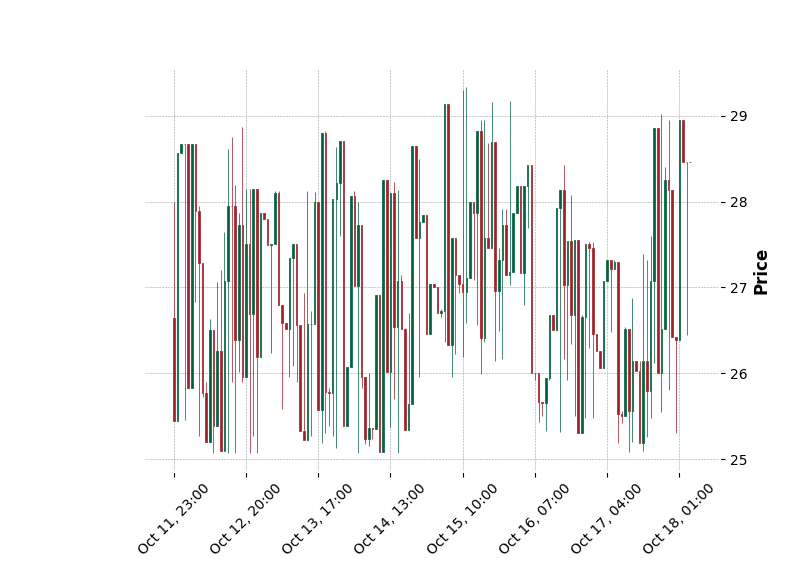 29
28
27
26
25
Price
Oct 11, 23:00
Oct 12, 20:00
Oct 13, 17:00
Oct 14, 13:00
Oct 15, 10:00
Oct 16, 07:00
Oct 17, 04:00
Oct 18, 01:00